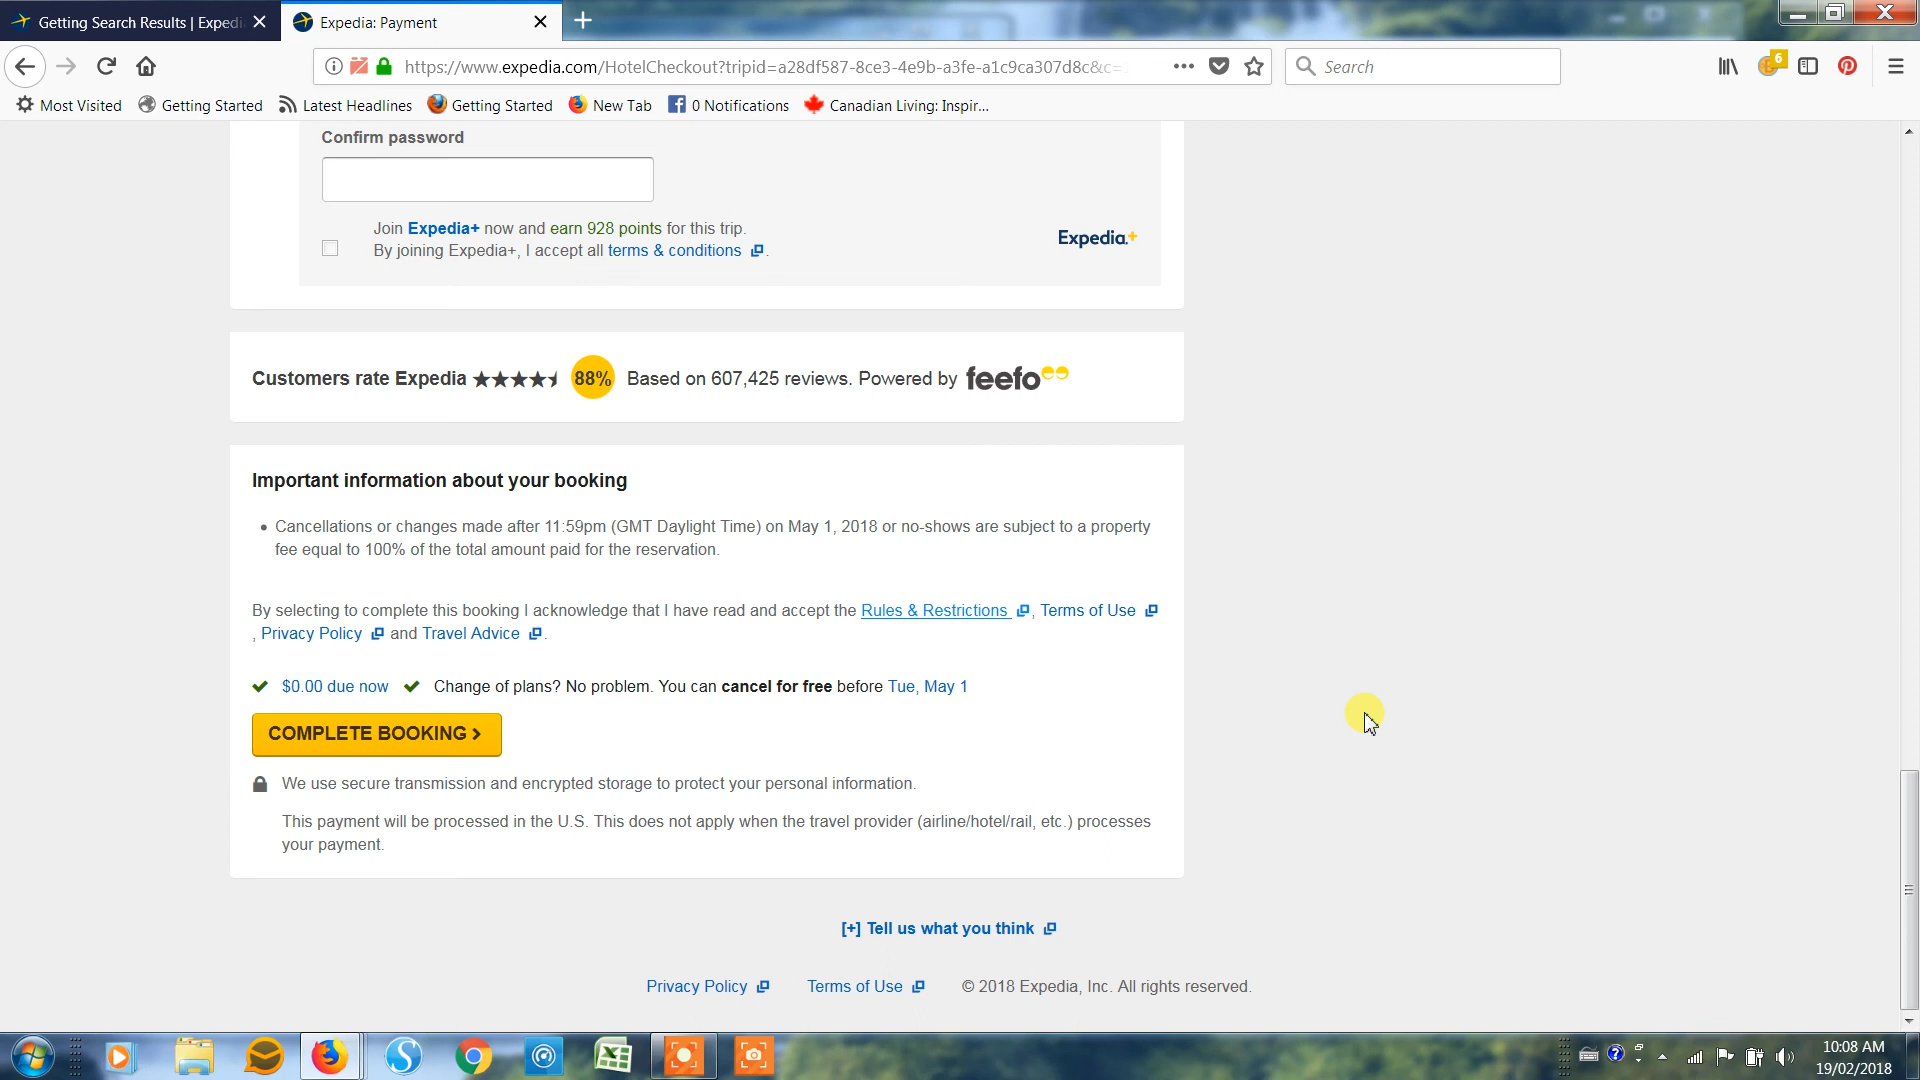 Getting Search Results | Expedi
Expedia: Payment
https://www.expedia.com/HotelCheckout?tripid=a28df587-8ce3-4e9b-a3fe-a1c9ca307d8c&c=
Search
6
Most Visited
Getting Started
Latest Headlines
Getting Started
New Tab
0 Notifications
Canadian Living: Inspir...
Confirm password
Join Expedia+ now and earn 928 points for this trip.
By joining Expedia+, I accept all terms & conditions .
Expedia+
Customers rate Expedia 88% Based on 607,425 reviews. Powered by feefo
Important information about your booking
• Cancellations or changes made after 11:59pm (GMT Daylight Time) on May 1, 2018 or no-shows are subject to a property
fee equal to 100% of the total amount paid for the reservation.
By selecting to complete this booking I acknowledge that I have read and accept the Rules & Restrictions , Terms of Use
, Privacy Policy and Travel Advice .
$0.00 due now Change of plans? No problem. You can cancel for free before Tue, May 1
COMPLETE BOOKING >
We use secure transmission and encrypted storage to protect your personal information.
This payment will be processed in the U.S. This does not apply when the travel provider (airline/hotel/rail, etc.) processes
your payment.
[+] Tell us what you think
Privacy Policy Terms of Use © 2018 Expedia, Inc. All rights reserved.
10:08 AM
19/02/2018